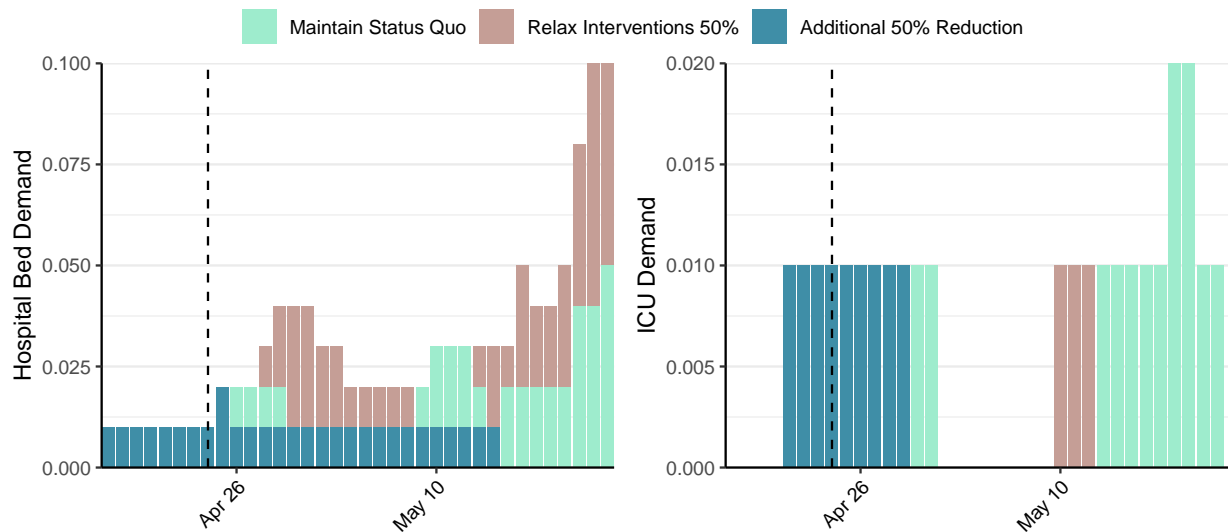 Maintain Status Quo Relax Interventions 50% Additional 50% Reduction
Hospital Bed Demand
0.100
0.075
0.050
0.025
0.000
Apr 26
May 10
ICU Demand
0.020
0.015
0.010
0.005
0.000
Apr 26
May 10